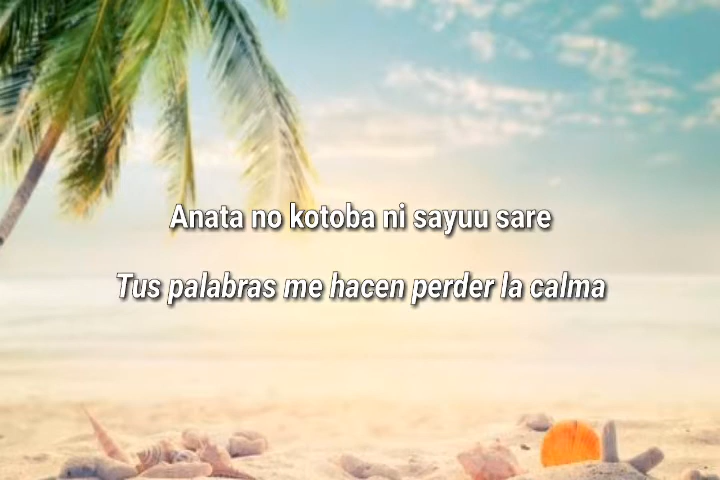 Anata no kotoba ni sayuu sare
Tus palabras me hacen perder la calma